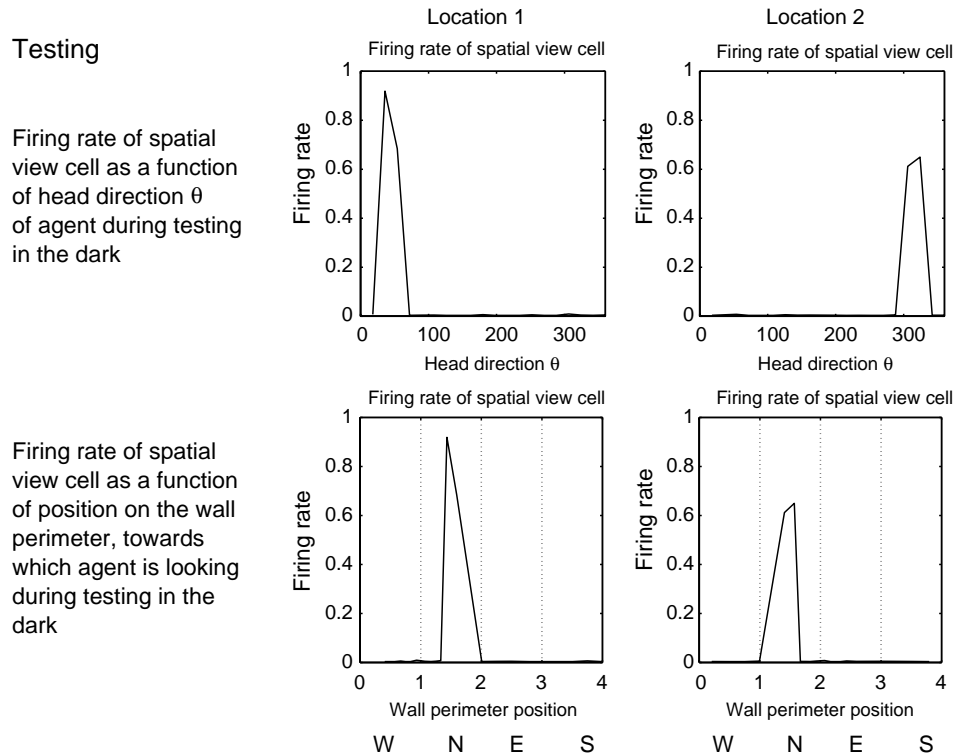 Location 1
Location 2
Testing
Firing rate of spatial view cell
Firing rate of spatial view cell
Firing rate of spatial
view cell as a function
of head direction θ
of agent during testing
in the dark
Firing rate
1
0.8
0.6
0.4
0.2
0
0 100 200 300
Head direction θ
Firing rate
1
0.8
0.6
0.4
0.2
0
0 100 200 300
Head direction θ
Firing rate of spatial view cell
Firing rate of spatial view cell
Firing rate of spatial
view cell as a function
of position on the wall
perimeter, towards
which agent is looking
during testing in the
dark
Firing rate
1
0.8
0.6
0.4
0.2
0
0 1 2 3 4
Wall perimeter position
W N E S
Firing rate
1
0.8
0.6
0.4
0.2
0
0 1 2 3 4
Wall perimeter position
W N E S